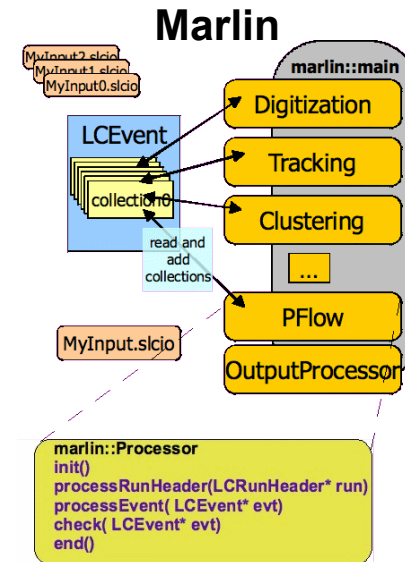 Marlin
MyInput2.slcio
MyInput1.slcio
MyInput0.slcio
marlin::main
Digitization
LCEvent
Tracking
collection0
Clustering
read and
add
collections
...
PFlow
MyInput.slcio
OutputProcessor
marlin::Processor
init()
processRunHeader(LCRunHeader* run)
processEvent( LCEvent* evt)
check( LCEvent* evt)
end()